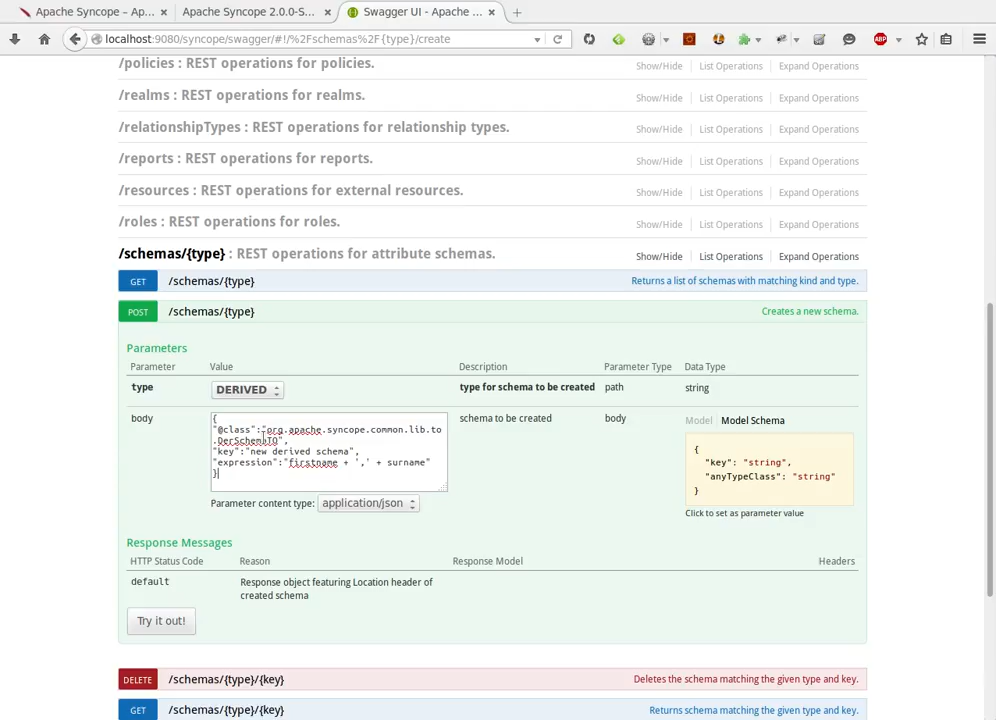 Apache Syncope – Ap... ×
Apache Syncope 2.0.0-S... ×
Swagger UI - Apache ... ×
localhost:9080/syncope/swagger/#!/%2Fschemas%2F{type}/create
ABP
/policies : REST operations for policies. Show/Hide List Operations Expand Operations
/realms : REST operations for realms. Show/Hide List Operations Expand Operations
/relationshipTypes : REST operations for relationship types. Show/Hide List Operations Expand Operations
/reports : REST operations for reports. Show/Hide List Operations Expand Operations
/resources : REST operations for external resources. Show/Hide List Operations Expand Operations
/roles : REST operations for roles. Show/Hide List Operations Expand Operations
/schemas/{type} : REST operations for attribute schemas. Show/Hide List Operations Expand Operations
GET /schemas/{type} Returns a list of schemas with matching kind and type.
POST /schemas/{type} Creates a new schema.
Parameters
Parameter Value Description Parameter Type Data Type
type DERIVED type for schema to be created path string
body schema to be created body Model Model Schema
{
"@class":"org.apache.syncope.common.lib.to
.DerSchemaTO",
"key":"new derived schema",
"expression":"firstname + ',' + surname"
}
{
"key": "string",
"anyTypeClass": "string"
}
Parameter content type: application/json
Click to set as parameter value
Response Messages
HTTP Status Code Reason Response Model Headers
default Response object featuring Location header of
created schema
Try it out!
DELETE /schemas/{type}/{key} Deletes the schema matching the given type and key.
GET /schemas/{type}/{key} Returns schema matching the given type and key.